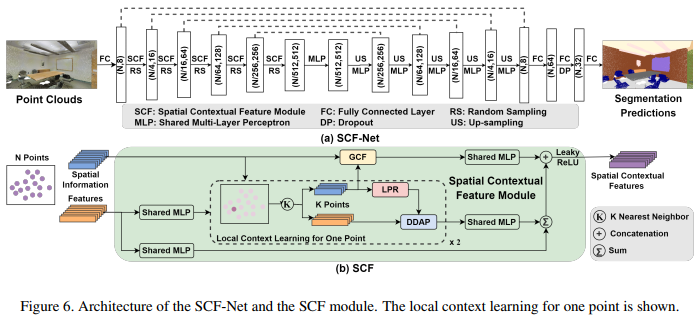 FC
(N,8)
SCF
RS
(N/4,16)
SCF
RS
(N/16,64)
SCF
RS
(N/64,128)
SCF
RS
(N/256,256)
SCF
RS
(N/512,512)
MLP
(N/512,512)
US
MLP
(N/256,256)
US
MLP
(N/64,128)
US
MLP
(N/16,64)
US
MLP
(N/4,16)
US
MLP
(N,8)
FC
(N,64)
FC
DP
(N,32)
FC
Point Clouds
Segmentation
Predictions
SCF: Spatial Contextual Feature Module FC: Fully Connected Layer RS: Random Sampling
MLP: Shared Multi-Layer Perceptron DP: Dropout US: Up-sampling
(a) SCF-Net
N Points
Spatial
Information
Features
GCF
Shared MLP
Leaky
ReLU
Spatial Contextual
Features
Shared MLP
K
K Points
LPR
DDAP
Spatial Contextual
Feature Module
Shared MLP
Local Context Learning for One Point
x 2
Shared MLP
K K Nearest Neighbor
+ Concatenation
Σ Sum
(b) SCF
Figure 6. Architecture of the SCF-Net and the SCF module. The local context learning for one point is shown.